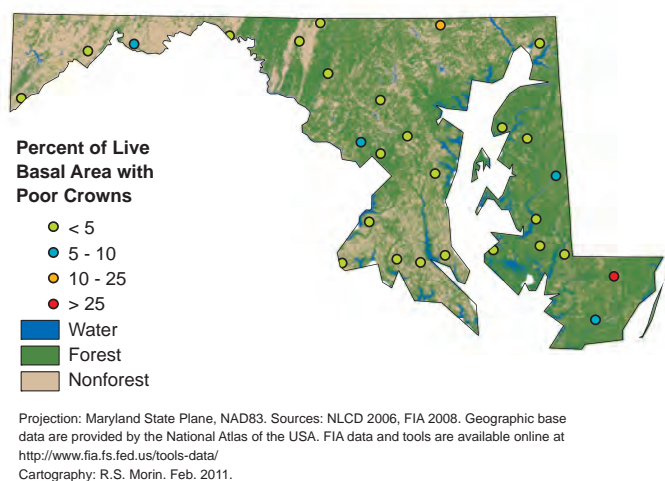 Percent of Live
Basal Area with
Poor Crowns
< 5
5 - 10
10 - 25
> 25
Water
Forest
Nonforest
Projection: Maryland State Plane, NAD83. Sources: NLCD 2006, FIA 2008. Geographic base
data are provided by the National Atlas of the USA. FIA data and tools are available online at
http://www.fia.fs.fed.us/tools-data/
Cartography: R.S. Morin. Feb. 2011.